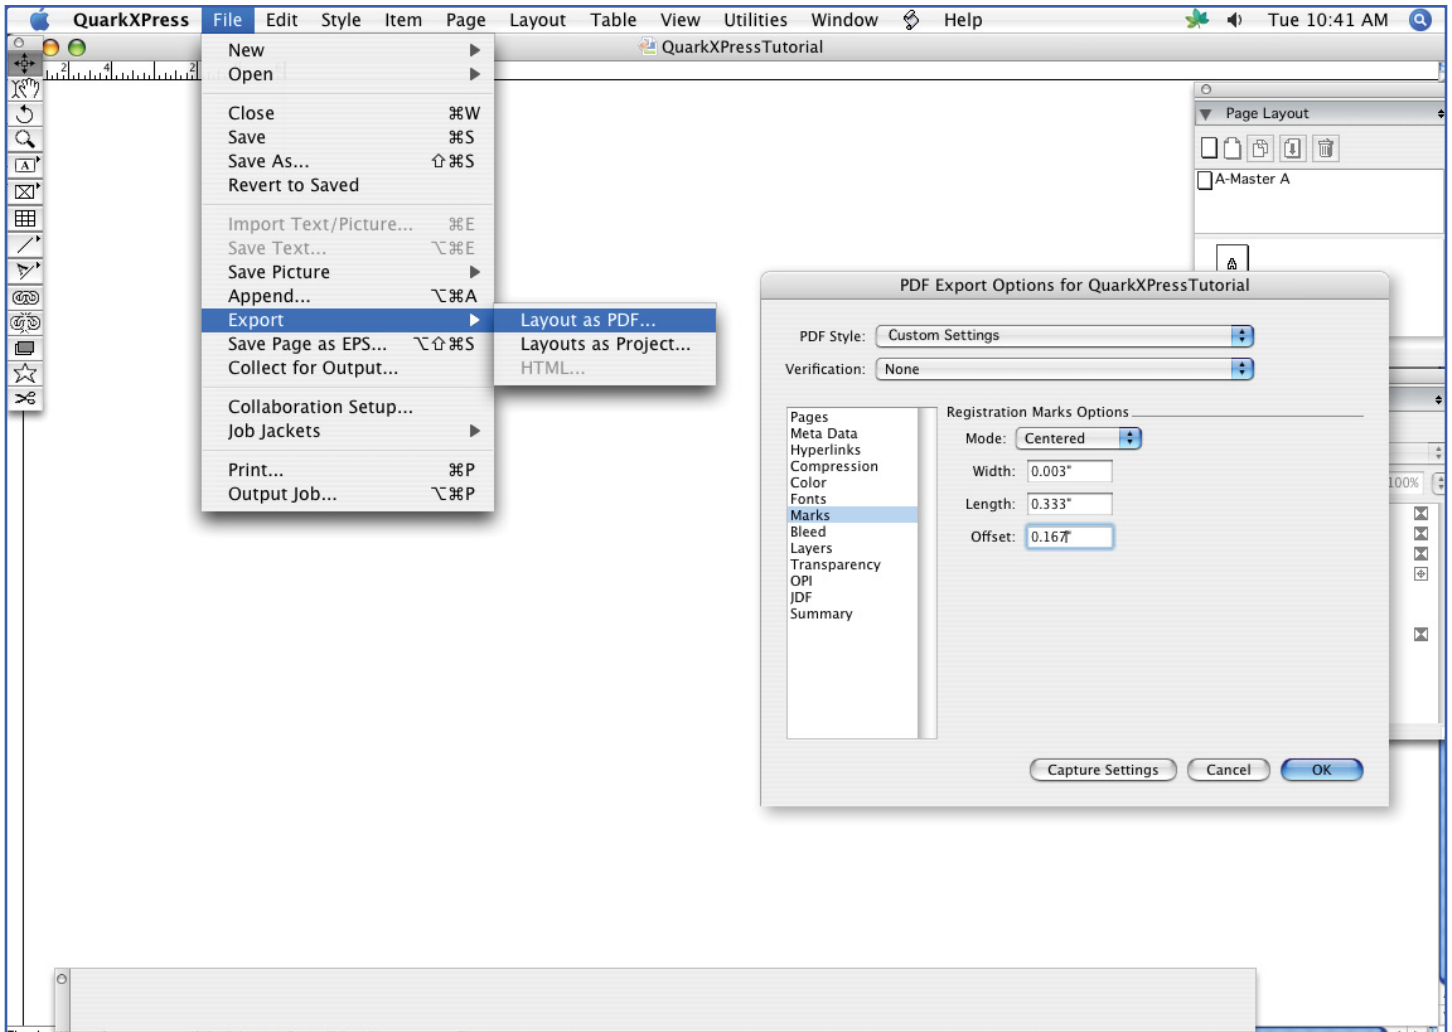 QuarkXPress File Edit Style Item Page Layout Table View Utilities Window Help Tue 10:41 AM
QuarkXPressTutorial
2 4 2
New
Open
Close ⌘W
Save ⌘S
Save As... ⇧⌘S
Revert to Saved
Import Text/Picture... ⌘E
Save Text... ⌥⌘E
Save Picture
Append... ⌥⌘A
Export
Save Page as EPS... ⌥⇧⌘S
Collect for Output...
Collaboration Setup...
Job Jackets
Print... ⌘P
Output Job... ⌥⌘P
Layout as PDF...
Layouts as Project...
HTML...
Page Layout
A-Master A
A
PDF Export Options for QuarkXPressTutorial
PDF Style: Custom Settings
Verification: None
Pages
Meta Data
Hyperlinks
Compression
Color
Fonts
Marks
Bleed
Layers
Transparency
OPI
JDF
Summary
Registration Marks Options
Mode: Centered
Width: 0.003"
Length: 0.333"
Offset: 0.167"
Capture Settings Cancel OK
100%